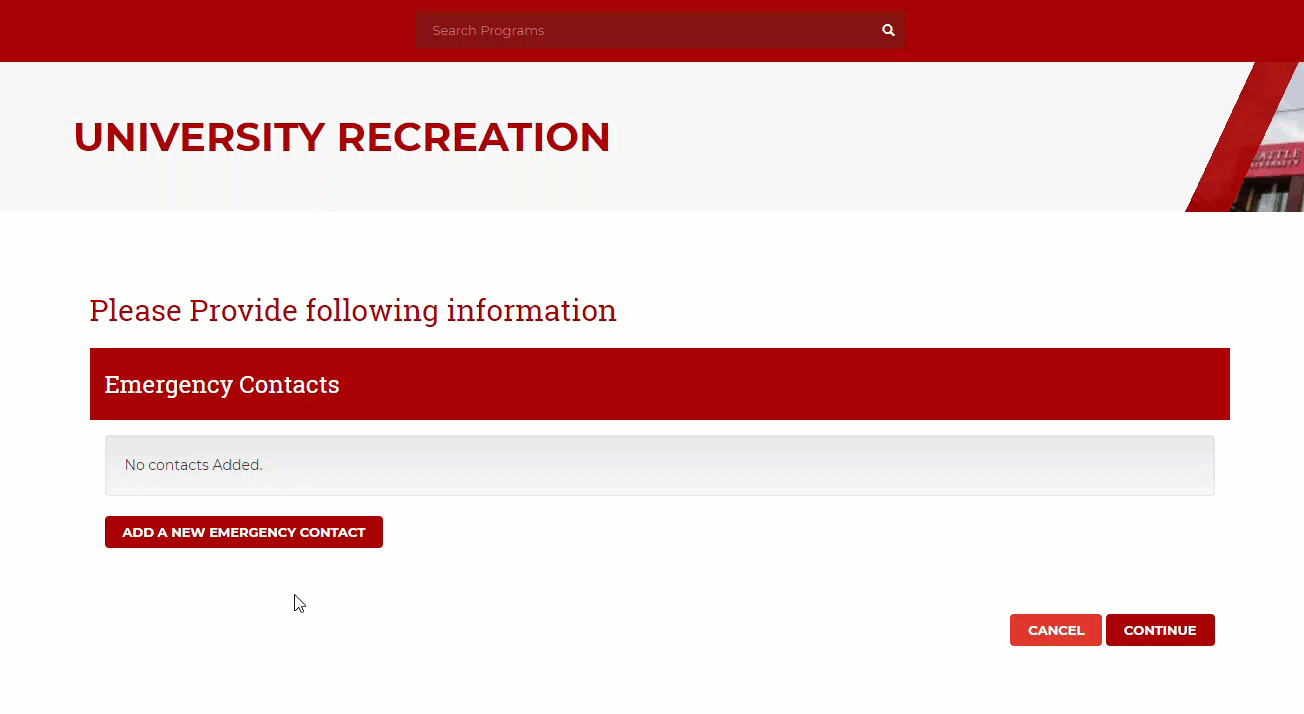 Search Programs
UNIVERSITY RECREATION
UNIVERSITY
Please Provide following information
Emergency Contacts
No contacts Added.
ADD A NEW EMERGENCY CONTACT
CANCEL CONTINUE